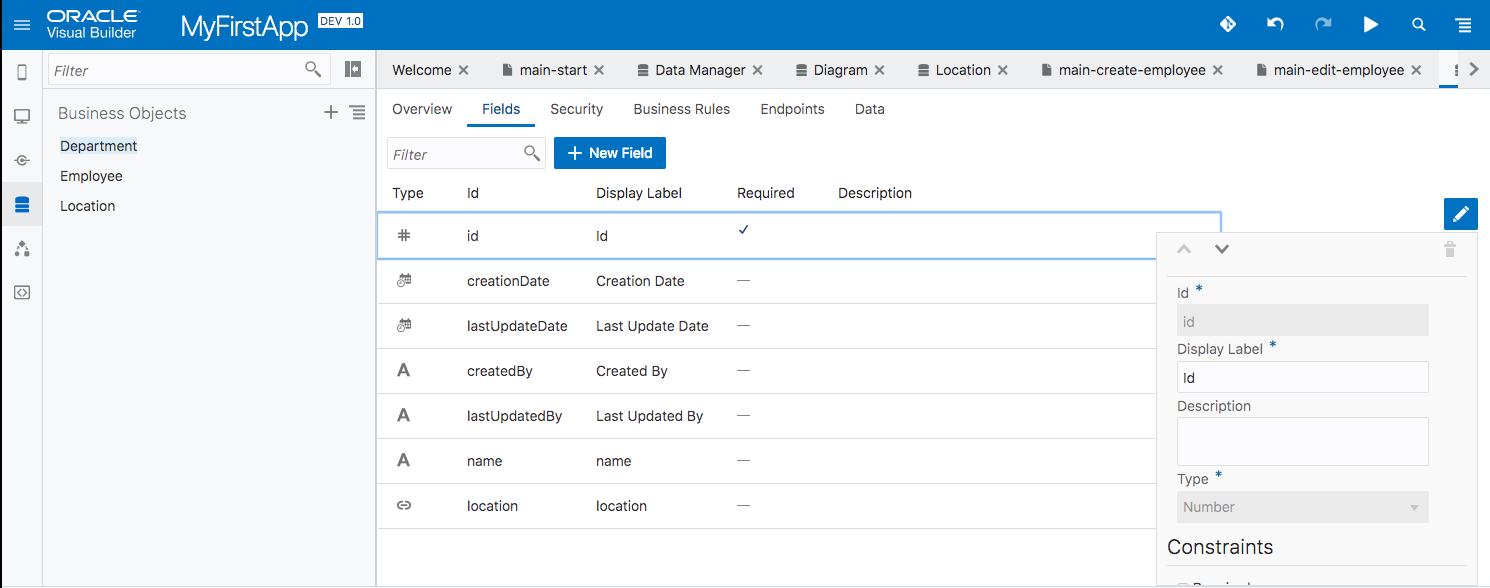 ORACLE
Visual Builder
MyFirstApp DEV 1.0
Filter
Welcome main-start Data Manager Diagram Location main-create-employee main-edit-employee
Business Objects
Department
Employee
Location
Overview Fields Security Business Rules Endpoints Data
Filter
New Field
Type Id Display Label Required Description
id Id
creationDate Creation Date —
lastUpdateDate Last Update Date —
A createdBy Created By —
A lastUpdatedBy Last Updated By —
A name name —
location location —
Id *
id
Display Label *
Id
Description
Type *
Number
Constraints